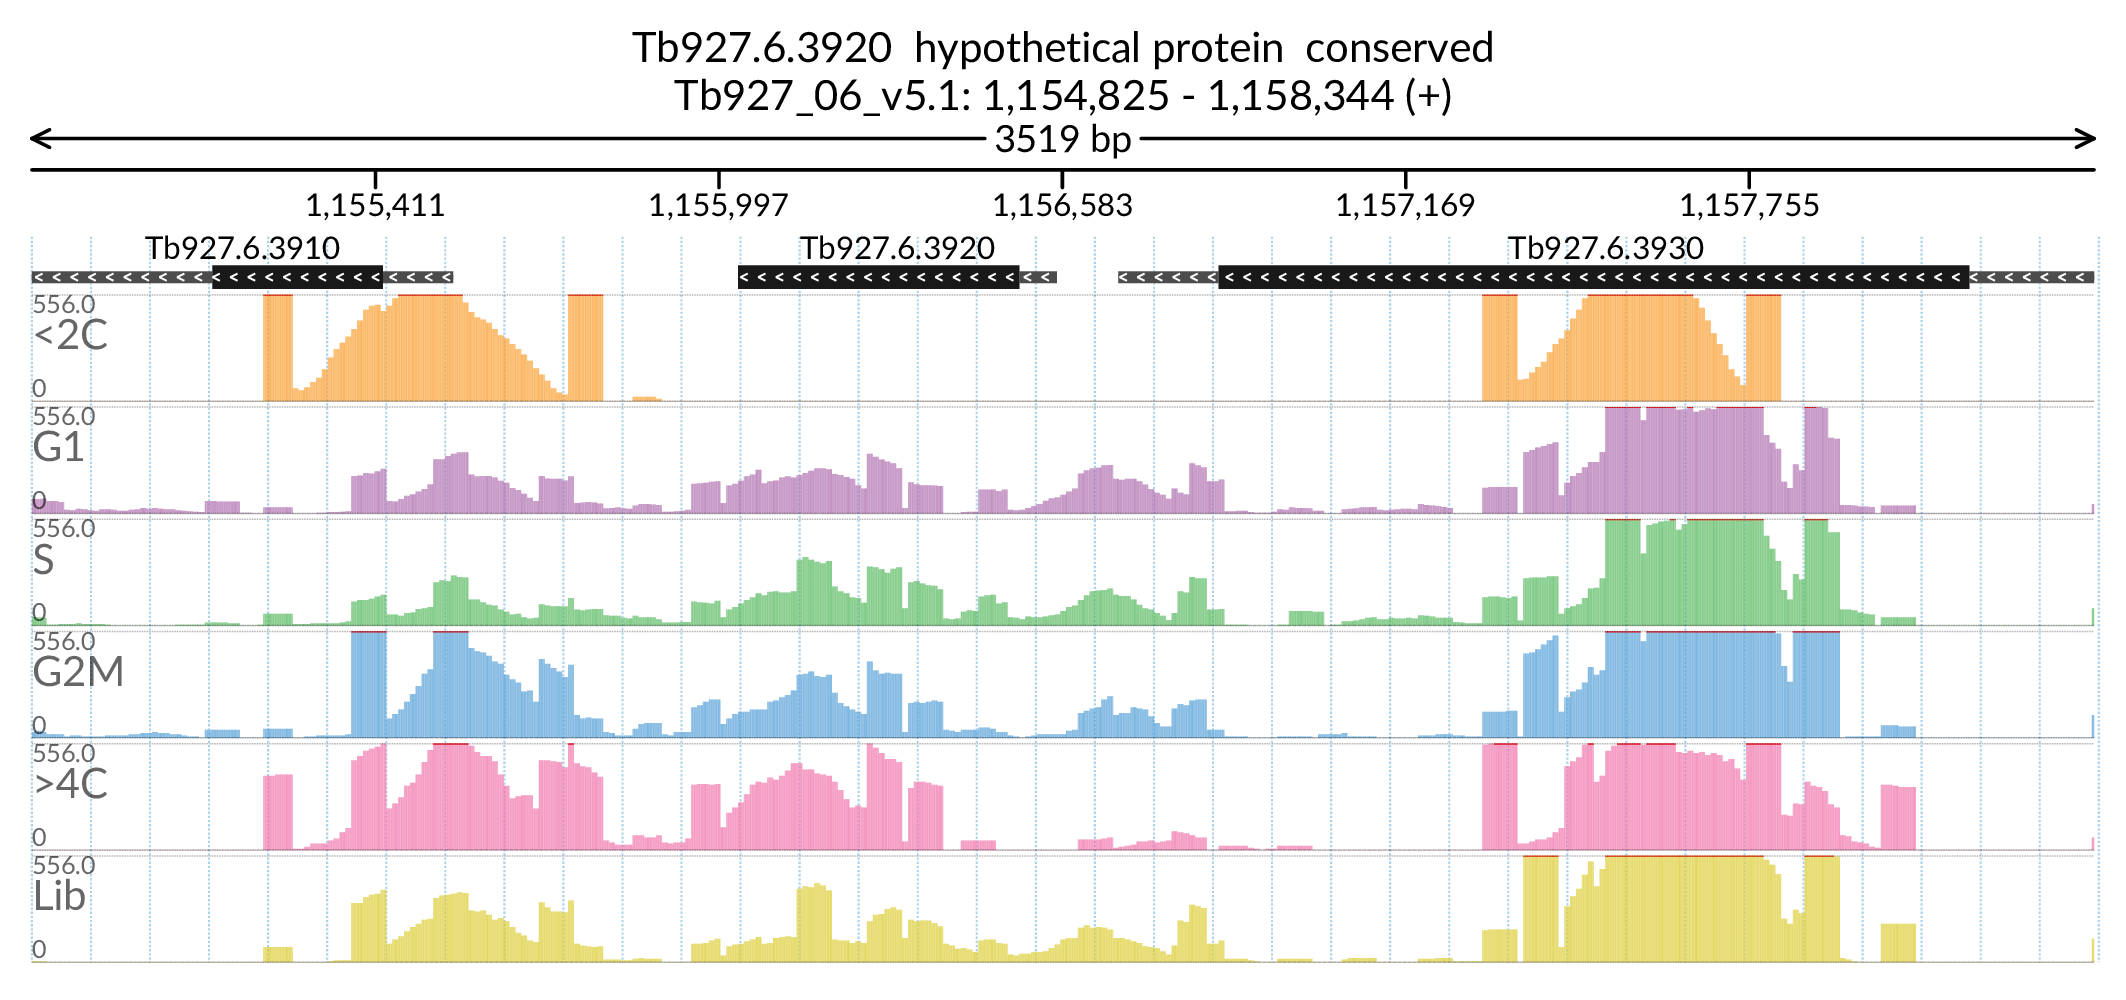 Tb927.6.3920  hypothetical protein  conserved
Tb927_06_v5.1: 1,154,825 - 1,158,344 (+)
3519 bp
1,155,411 1,155,997 1,156,583 1,157,169 1,157,755
Tb927.6.3910 Tb927.6.3920 Tb927.6.3930
556.0
<2C
0
556.0
G1
0
556.0
S
0
556.0
G2M
0
556.0
>4C
0
556.0
Lib
0